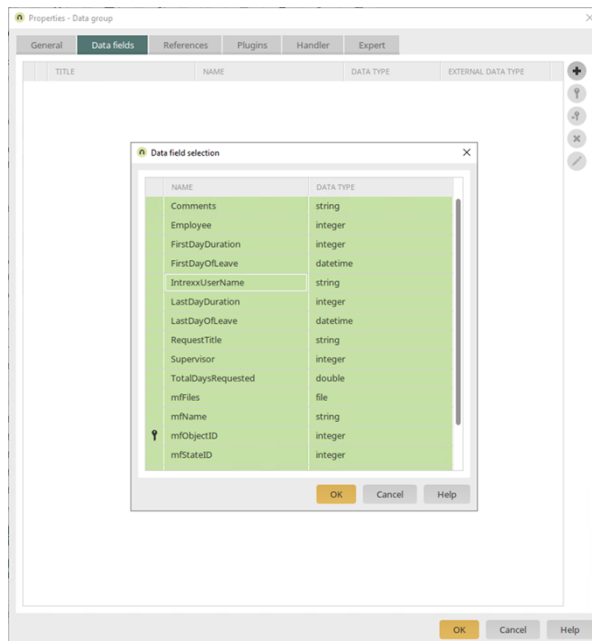 Properties - Data group
General Data fields References Plugins Handler Expert
TITLE NAME DATA TYPE EXTERNAL DATA TYPE
Data field selection
NAME DATA TYPE
Comments string
Employee integer
FirstDayDuration integer
FirstDayOfLeave datetime
IntrexxUserName string
LastDayDuration integer
LastDayOfLeave datetime
RequestTitle string
Supervisor integer
TotalDaysRequested double
mfFiles file
mfName string
mfObjectID integer
mfStateID integer
OK Cancel Help
OK Cancel Help